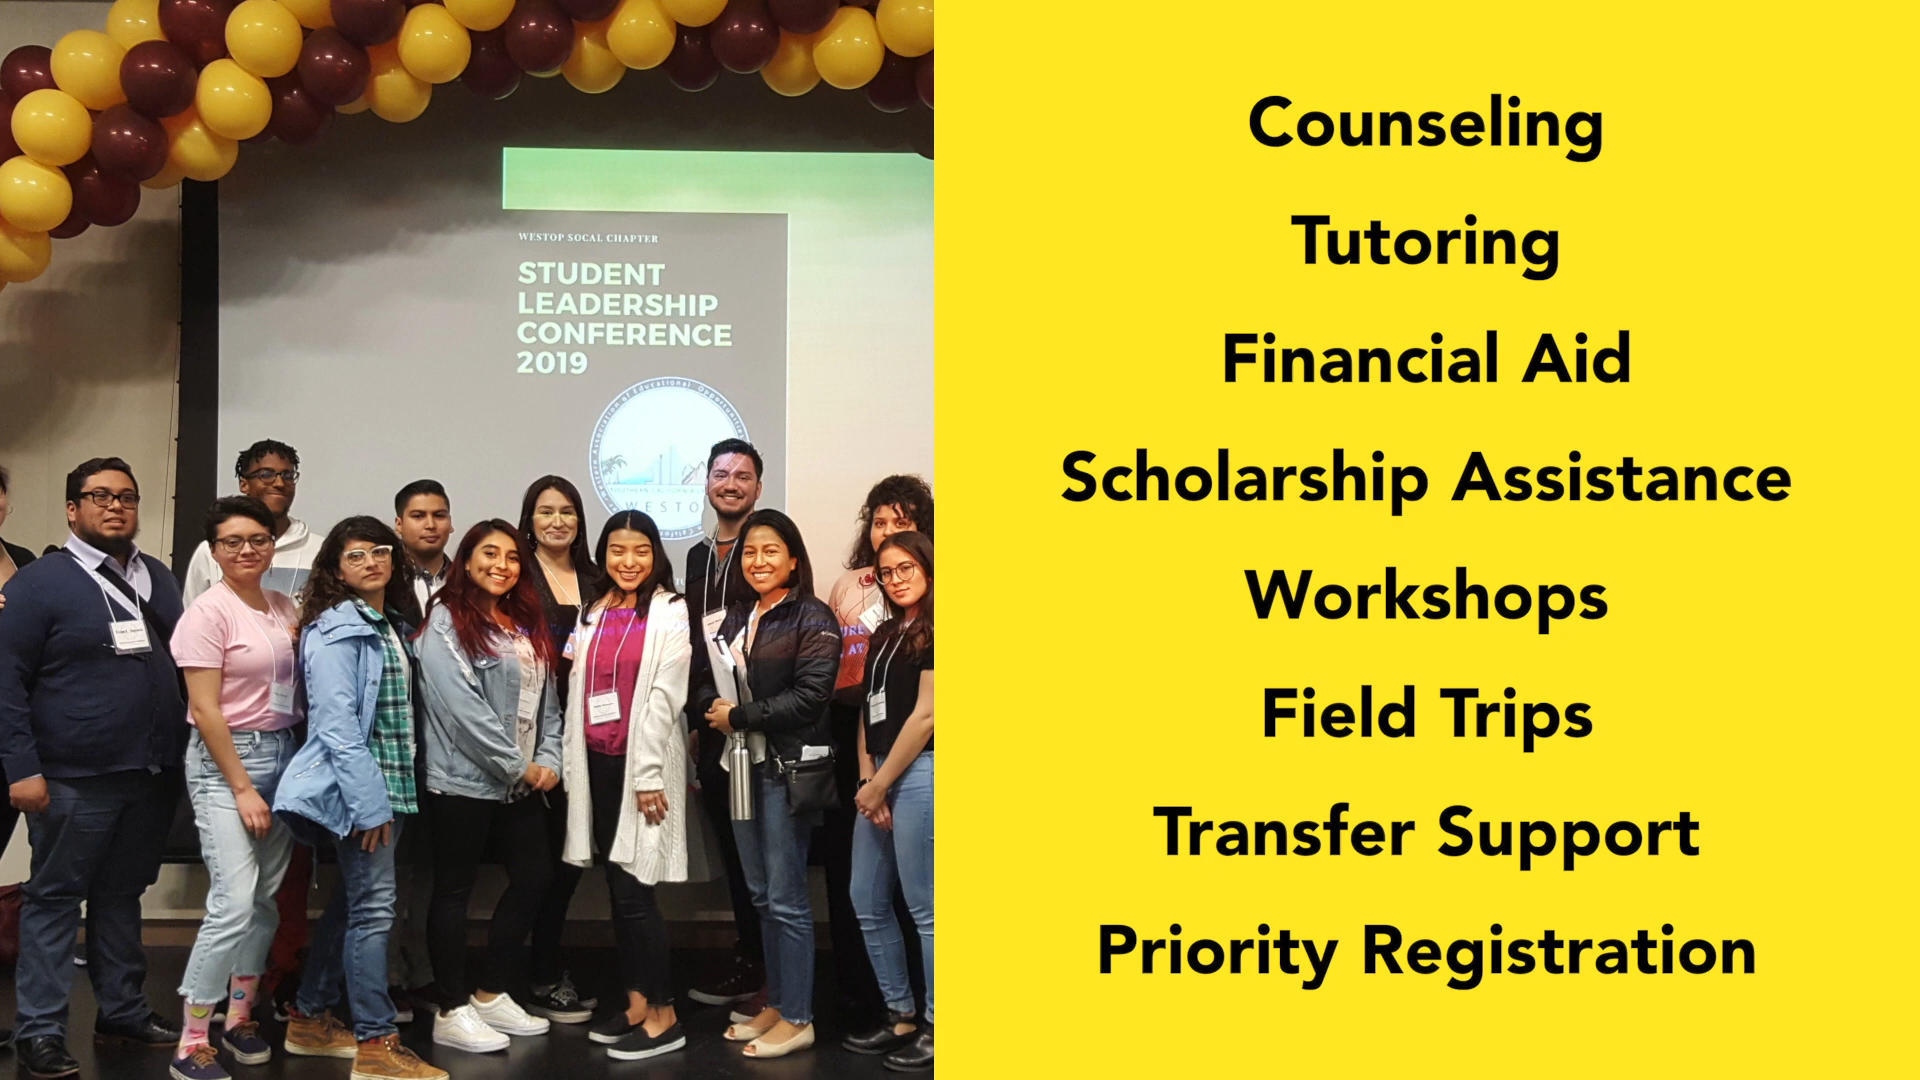 WESTOP SOCAL CHAPTER
STUDENT
LEADERSHIP
CONFERENCE
2019
WESTO
Counseling
Tutoring
Financial Aid
Scholarship Assistance
Workshops
Field Trips
Transfer Support
Priority Registration